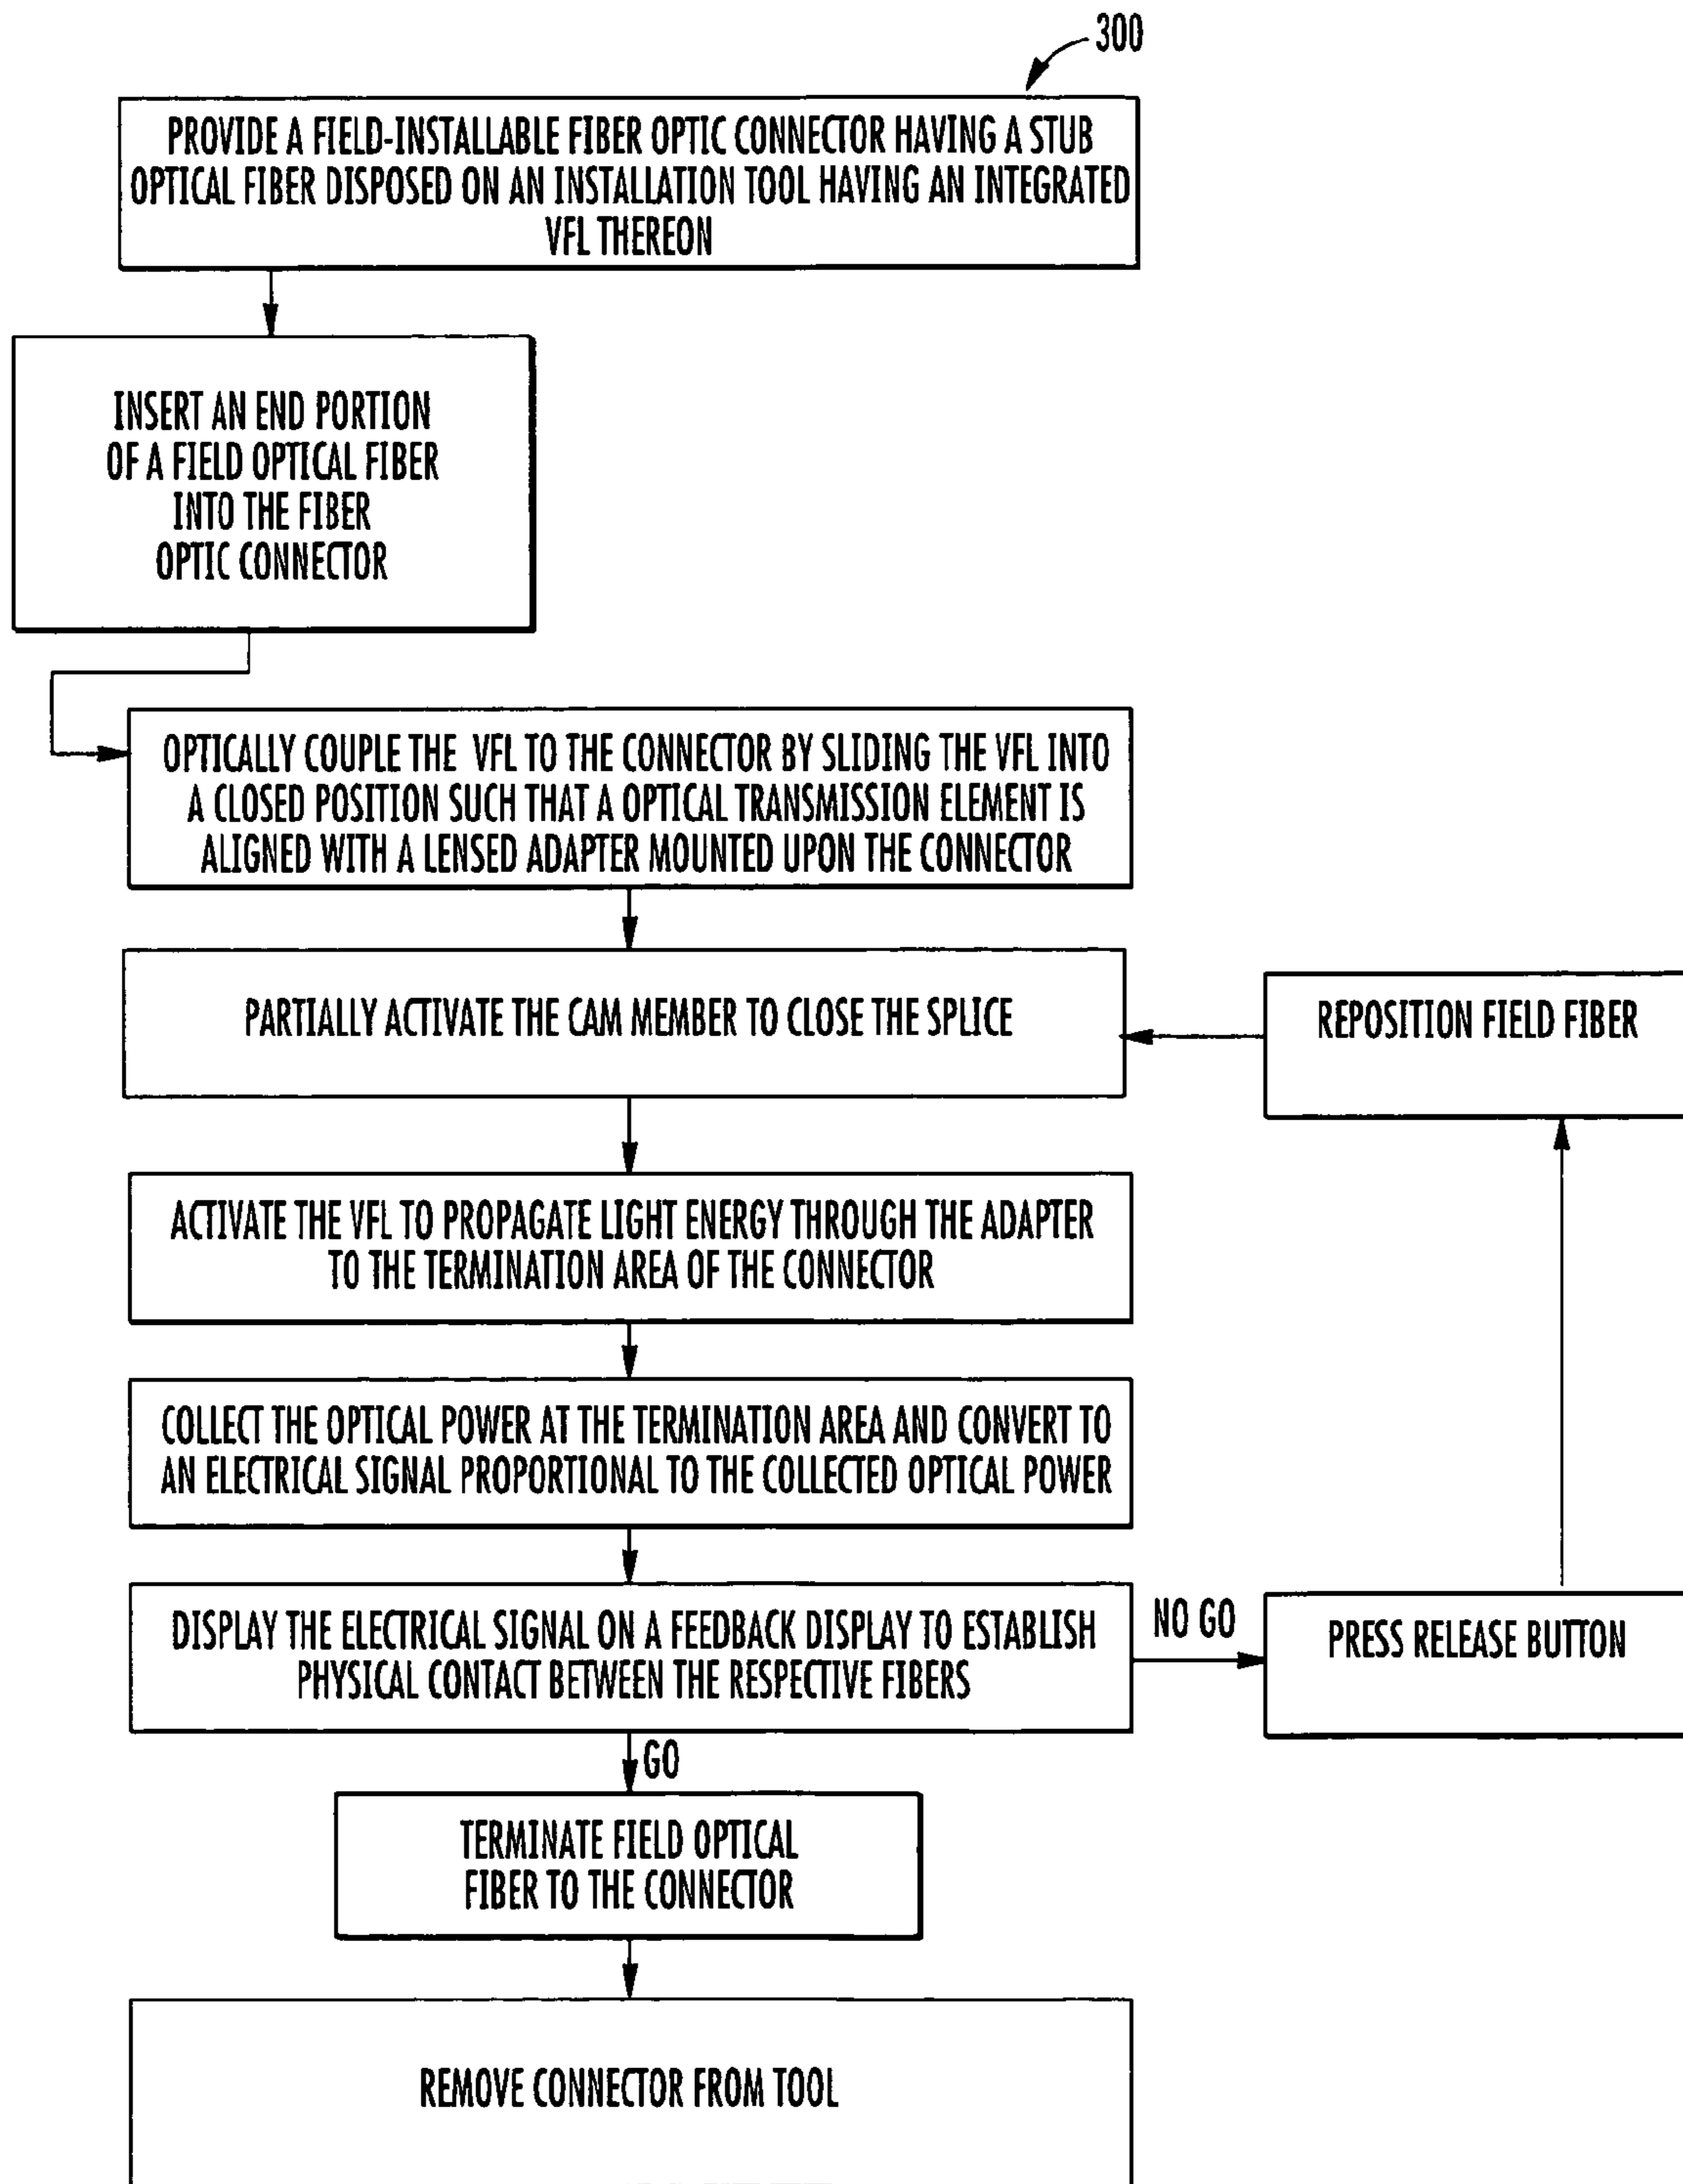 300
PROVIDE A FIELD-INSTALLABLE FIBER OPTIC CONNECTOR HAVING A STUB
OPTICAL FIBER DISPOSED ON AN INSTALLATION TOOL HAVING AN INTEGRATED
VFL THEREON
INSERT AN END PORTION
OF A FIELD OPTICAL FIBER
INTO THE FIBER
OPTIC CONNECTOR
OPTICALLY COUPLE THE VFL TO THE CONNECTOR BY SLIDING THE VFL INTO
A CLOSED POSITION SUCH THAT A OPTICAL TRANSMISSION ELEMENT IS
ALIGNED WITH A LENSED ADAPTER MOUNTED UPON THE CONNECTOR
PARTIALLY ACTIVATE THE CAM MEMBER TO CLOSE THE SPLICE
REPOSITION FIELD FIBER
ACTIVATE THE VFL TO PROPAGATE LIGHT ENERGY THROUGH THE ADAPTER
TO THE TERMINATION AREA OF THE CONNECTOR
COLLECT THE OPTICAL POWER AT THE TERMINATION AREA AND CONVERT TO
AN ELECTRICAL SIGNAL PROPORTIONAL TO THE COLLECTED OPTICAL POWER
DISPLAY THE ELECTRICAL SIGNAL ON A FEEDBACK DISPLAY TO ESTABLISH
PHYSICAL CONTACT BETWEEN THE RESPECTIVE FIBERS
NO GO
PRESS RELEASE BUTTON
GO
TERMINATE FIELD OPTICAL
FIBER TO THE CONNECTOR
REMOVE CONNECTOR FROM TOOL